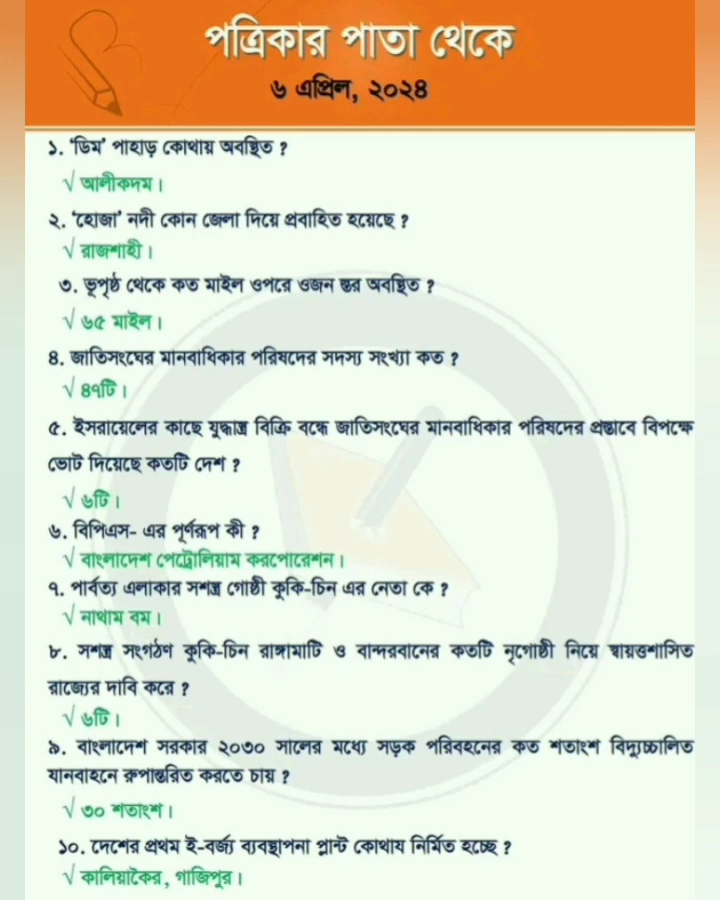 পত্রিকার পাতা থেকে
৬ এপ্রিল, ২০২৪
১. ‘ডিম’ পাহাড় কোথায় অবস্থিত ?
√ আলীকদম।
২. ‘হোজা’ নদী কোন জেলা দিয়ে প্রবাহিত হয়েছে ?
√ রাজশাহী।
৩. ভূপৃষ্ঠ থেকে কত মাইল ওপরে ওজন স্তর অবস্থিত ?
√ ৬৫ মাইল।
৪. জাতিসংঘের মানবাধিকার পরিষদের সদস্য সংখ্যা কত ?
√ ৪৭টি।
৫. ইসরায়েলের কাছে যুদ্ধাস্ত্র বিক্রি বন্ধে জাতিসংঘের মানবাধিকার পরিষদের প্রস্তাবে বিপক্ষে
ভোট দিয়েছে কতটি দেশ ?
√ ৬টি।
৬. বিপিএস- এর পূর্ণরূপ কী ?
√ বাংলাদেশ পেট্রোলিয়াম করপোরেশন।
৭. পার্বত্য এলাকার সশস্ত্র গোষ্ঠী কুকি-চিন এর নেতা কে ?
√ নাথাম বম।
৮. সশস্ত্র সংগঠণ কুকি-চিন রাঙ্গামাটি ও বান্দরবানের কতটি নৃগোষ্ঠী নিয়ে স্বায়ত্তশাসিত
রাজ্যের দাবি করে ?
√ ৬টি।
৯. বাংলাদেশ সরকার ২০৩০ সালের মধ্যে সড়ক পরিবহনের কত শতাংশ বিদ্যুচ্চালিত
যানবাহনে রুপান্তরিত করতে চায় ?
√ ৩০ শতাংশ।
১০. দেশের প্রথম ই-বর্জ্য ব্যবস্থাপনা প্লান্ট কোথায নির্মিত হচ্ছে ?
√ কালিয়াকৈর, গাজিপুর।